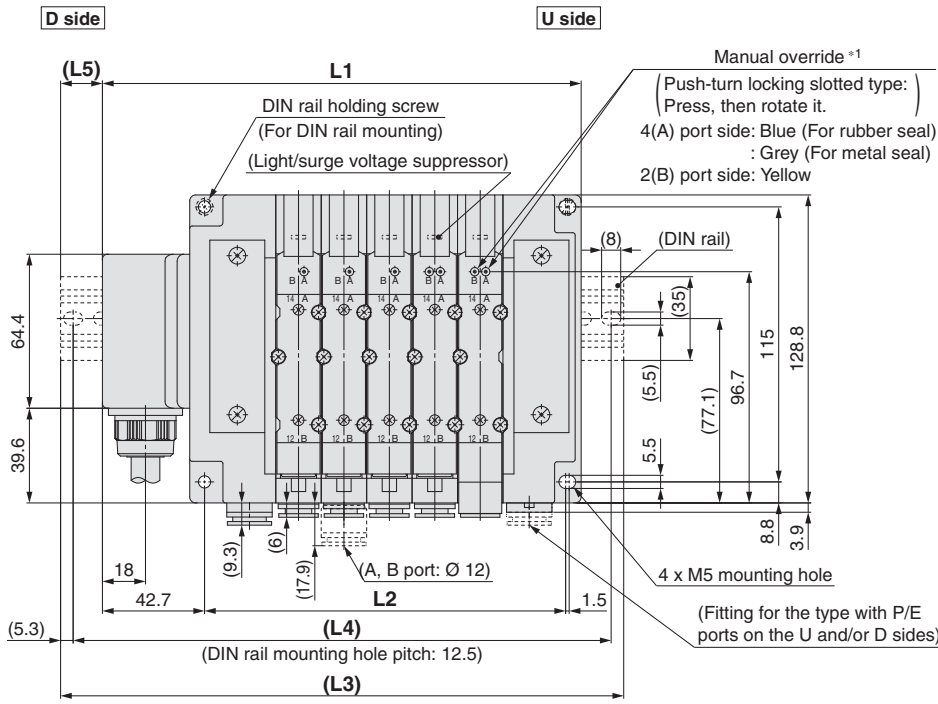 D side
U side
(L5)
L1
Manual override *1
(Push-turn locking slotted type:
Press, then rotate it.)
4(A) port side: Blue (For rubber seal)
: Grey (For metal seal)
2(B) port side: Yellow
DIN rail holding screw
(For DIN rail mounting)
(Light/surge voltage suppressor)
(8)
(DIN rail)
B A B A B A B A B A
14 A 14 A 14 A 14 A 14 A
12 B 12 B 12 B 12 B 12 B
64.4
39.6
(35)
(5.5)
(77.1)
96.7
115
128.8
5.5
8.8
3.9
(9.3)
(6)
(17.9)
(A, B port: Ø 12)
4 x M5 mounting hole
18
42.7
L2
1.5
(Fitting for the type with P/E
ports on the U and/or D sides)
(5.3)
(L4)
(DIN rail mounting hole pitch: 12.5)
(L3)